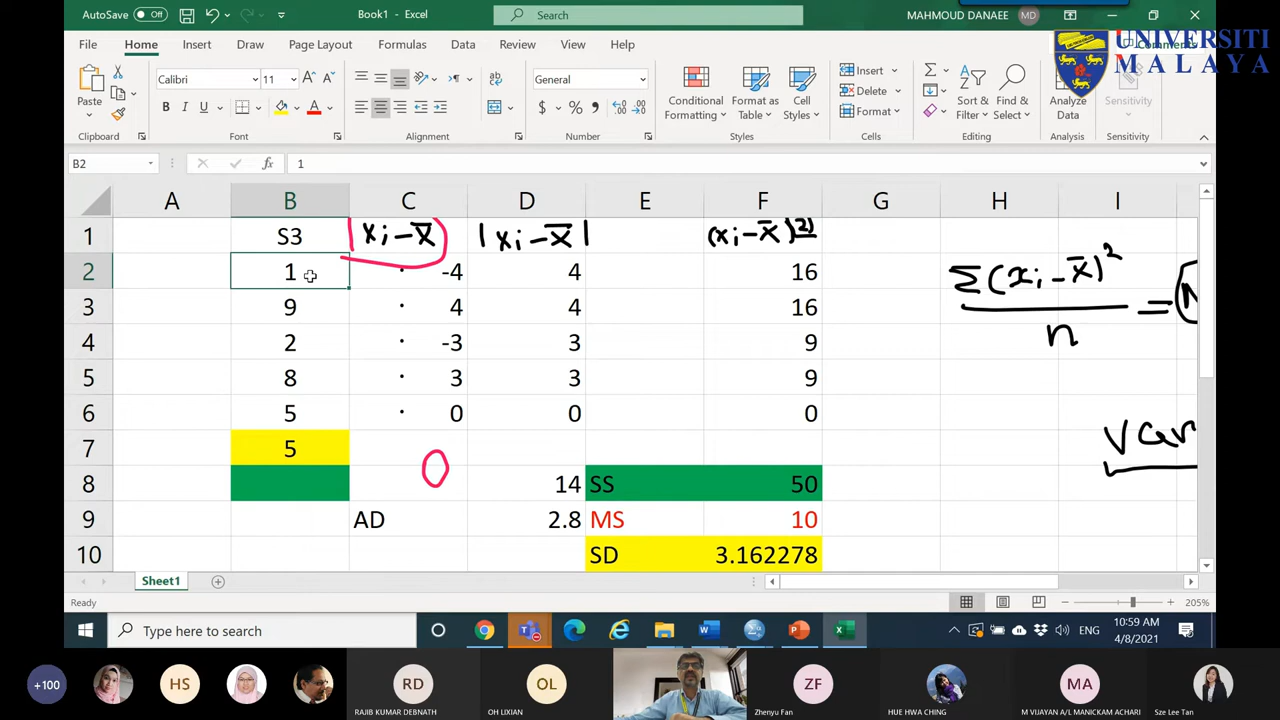 AutoSave Off
Book1 - Excel
Search
MAHMOUD DANAEE MD
File Home Insert Draw Page Layout Formulas Data Review View Help
Comments
UNIVERSITI
MALAYA
Paste
Calibri 11
B I U
General
$ % ,
Conditional Formatting
Format as Table
Cell Styles
Insert
Delete
Format
Sort & Filter
Find & Select
Analyze Data
Sensitivity
Clipboard Font Alignment Number Styles Cells Editing Analysis Sensitivity
B2 fx 1
A B C D E F G H I
1 S3 xi-x̄ |xi-x̄| (xi-x̄)²
2 1 -4 4 16
3 9 4 4 16
4 2 -3 3 9
5 8 3 3 9
6 5 0 0 0
7 5
0
8 14 SS 50
9 AD 2.8 MS 10
10 SD 3.162278
Σ(xi-x̄)²
n
=
Var
Sheet1
Ready
205%
Type here to search
ENG
10:59 AM
4/8/2021
+100 HS RD OL ZF MA
RAJIB KUMAR DEBNATH OH LIXIAN Zhenyu Fan HUE HWA CHING M VIJAYAN A/L MANICKAM ACHARI Sze Lee Tan